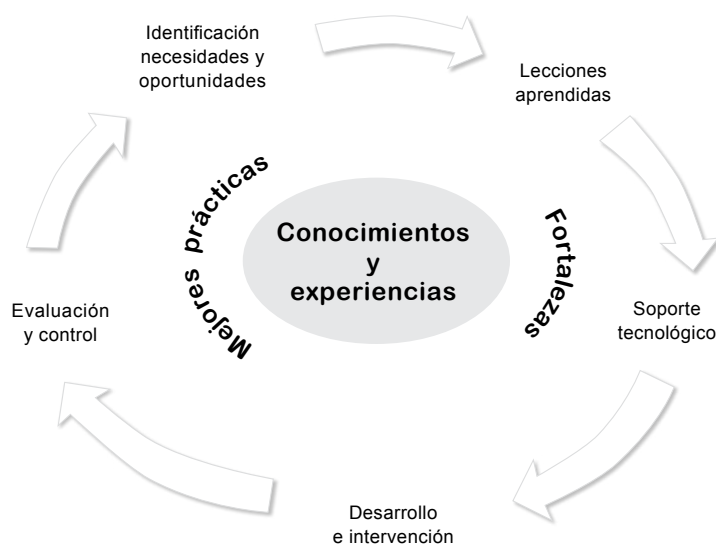 Identificación
necesidades y
oportunidades
Lecciones
aprendidas
Mejores prácticas
Conocimientos
y
experiencias
Fortalezas
Evaluación
y control
Soporte
tecnológico
Desarrollo
e intervención